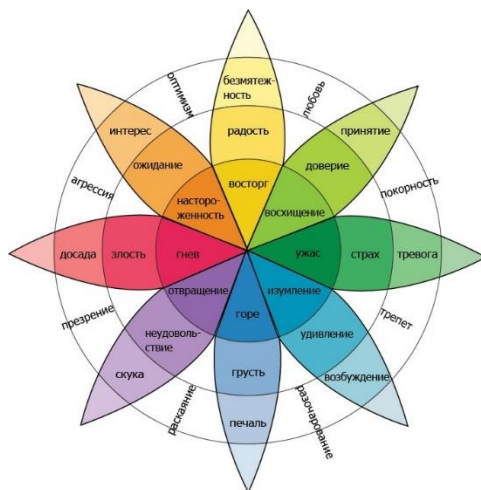 безмятеж-
ность
оптимизм
любовь
интерес
радость
принятие
ожидание
доверие
агрессия
насторо-
женность
восторг
восхищение
покорность
досада
злость
гнев
ужас
страх
тревога
отвращение
изумление
горе
презрение
неудоволь-
ствие
удивление
трепет
скука
грусть
возбуждение
раскаяние
печаль
разочарование